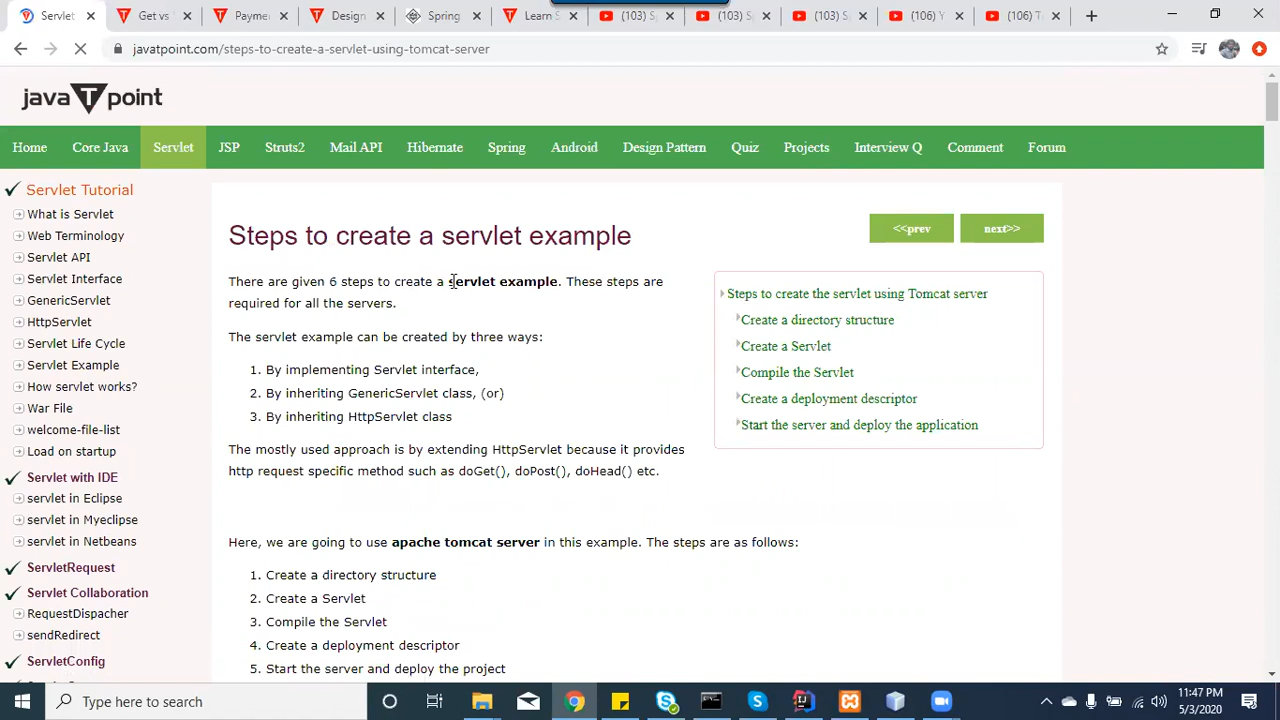 Servlet
Get vs
Paymer
Design
Spring
Learn S
(103) S
(103) S
(103) S
(106)
(106)
javatpoint.com/steps-to-create-a-servlet-using-tomcat-server
java T point
Home Core Java Servlet JSP Struts2 Mail API Hibernate Spring Android Design Pattern Quiz Projects Interview Q Comment Forum
Servlet Tutorial
What is Servlet
Web Terminology
Servlet API
Servlet Interface
GenericServlet
HttpServlet
Servlet Life Cycle
Servlet Example
How servlet works?
War File
welcome-file-list
Load on startup
Servlet with IDE
servlet in Eclipse
servlet in Myeclipse
servlet in Netbeans
ServletRequest
Servlet Collaboration
RequestDispacher
sendRedirect
ServletConfig
Steps to create a servlet example
<<prev next>>
There are given 6 steps to create a servlet example. These steps are
required for all the servers.
The servlet example can be created by three ways:
1. By implementing Servlet interface,
2. By inheriting GenericServlet class, (or)
3. By inheriting HttpServlet class
The mostly used approach is by extending HttpServlet because it provides
http request specific method such as doGet(), doPost(), doHead() etc.
Steps to create the servlet using Tomcat server
Create a directory structure
Create a Servlet
Compile the Servlet
Create a deployment descriptor
Start the server and deploy the application
Here, we are going to use apache tomcat server in this example. The steps are as follows:
1. Create a directory structure
2. Create a Servlet
3. Compile the Servlet
4. Create a deployment descriptor
5. Start the server and deploy the project
Type here to search
11:47 PM
5/3/2020